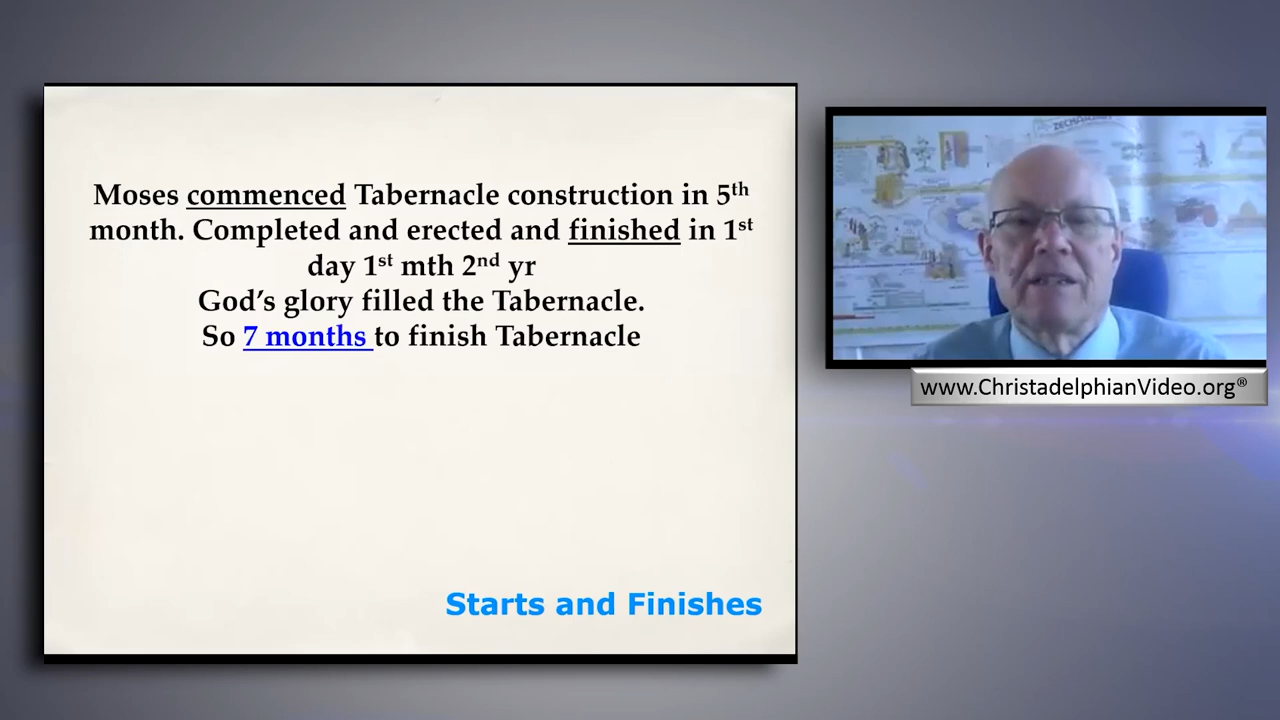 Moses commenced Tabernacle construction in 5th
month. Completed and erected and finished in 1st
day 1st mth 2nd yr
God's glory filled the Tabernacle.
So 7 months to finish Tabernacle
Starts and Finishes
ZECHARIAH
www.ChristadelphianVideo.org®